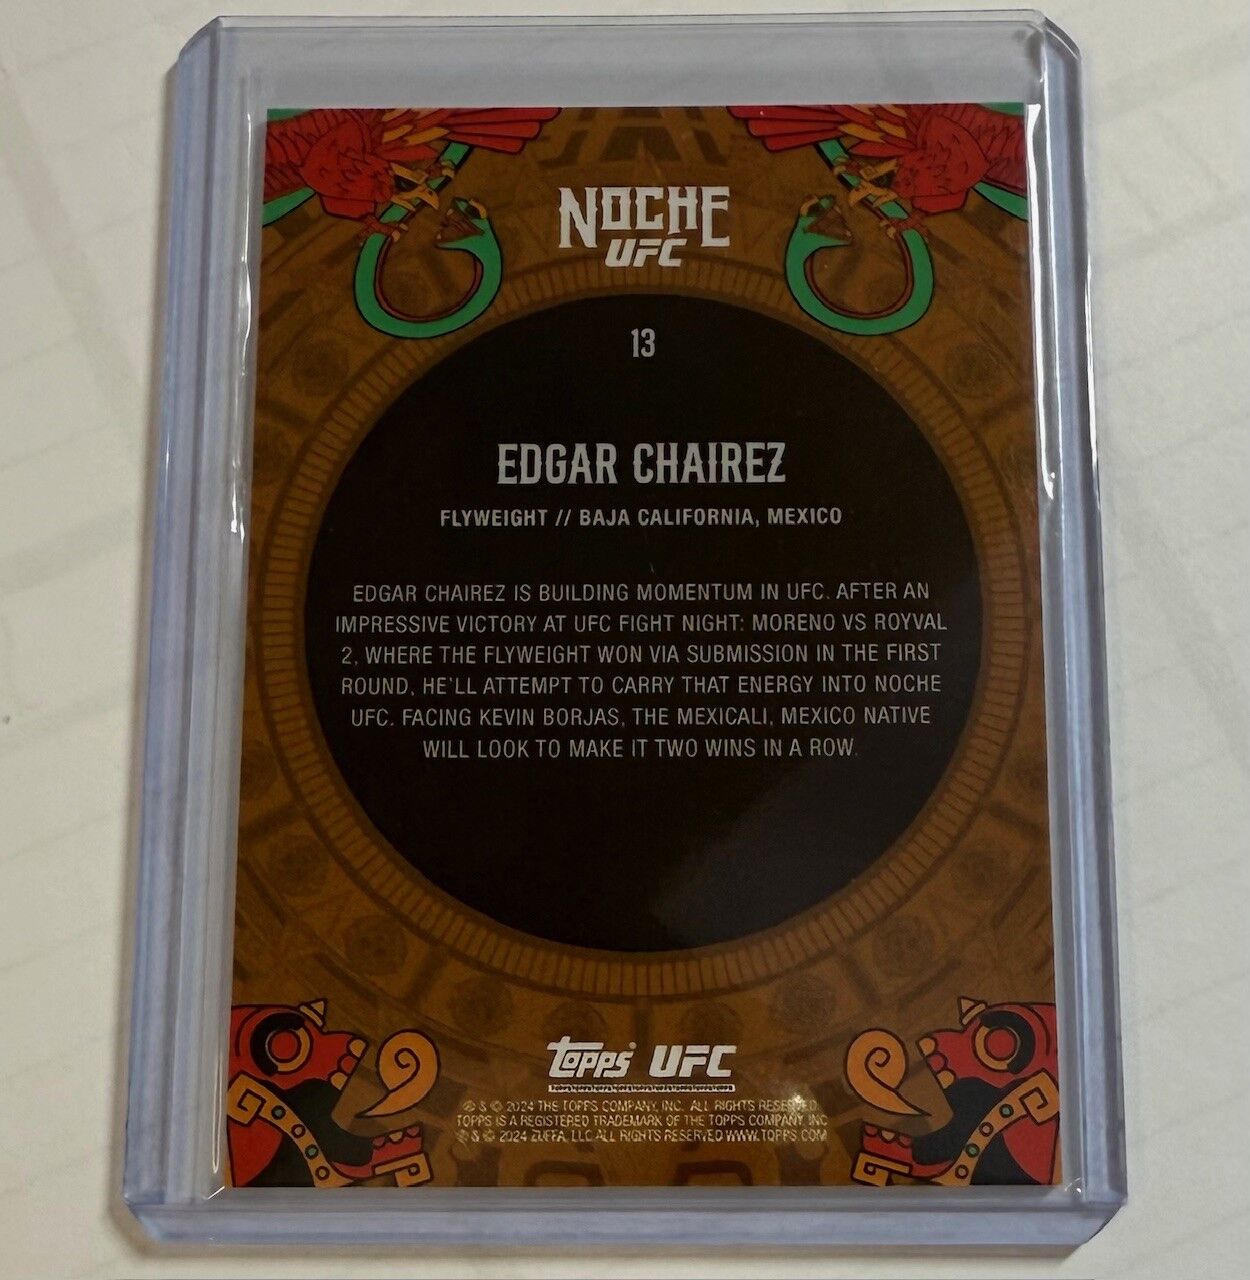 NOCHE
UFC
13
EDGAR CHAIREZ
FLYWEIGHT // BAJA CALIFORNIA, MEXICO
EDGAR CHAIREZ IS BUILDING MOMENTUM IN UFC. AFTER AN
IMPRESSIVE VICTORY AT UFC FIGHT NIGHT: MORENO VS ROYVAL
2, WHERE THE FLYWEIGHT WON VIA SUBMISSION IN THE FIRST
ROUND, HE'LL ATTEMPT TO CARRY THAT ENERGY INTO NOCHE
UFC. FACING KEVIN BORJAS, THE MEXICALI, MEXICO NATIVE
WILL LOOK TO MAKE IT TWO WINS IN A ROW.
TOPPS® UFC
® & © 2024 THE TOPPS COMPANY, INC. ALL RIGHTS RESERVED.
TOPPS IS A REGISTERED TRADEMARK OF THE TOPPS COMPANY, INC
® & © 2024 ZUFFA, LLC ALL RIGHTS RESERVED WWW.TOPPS.COM